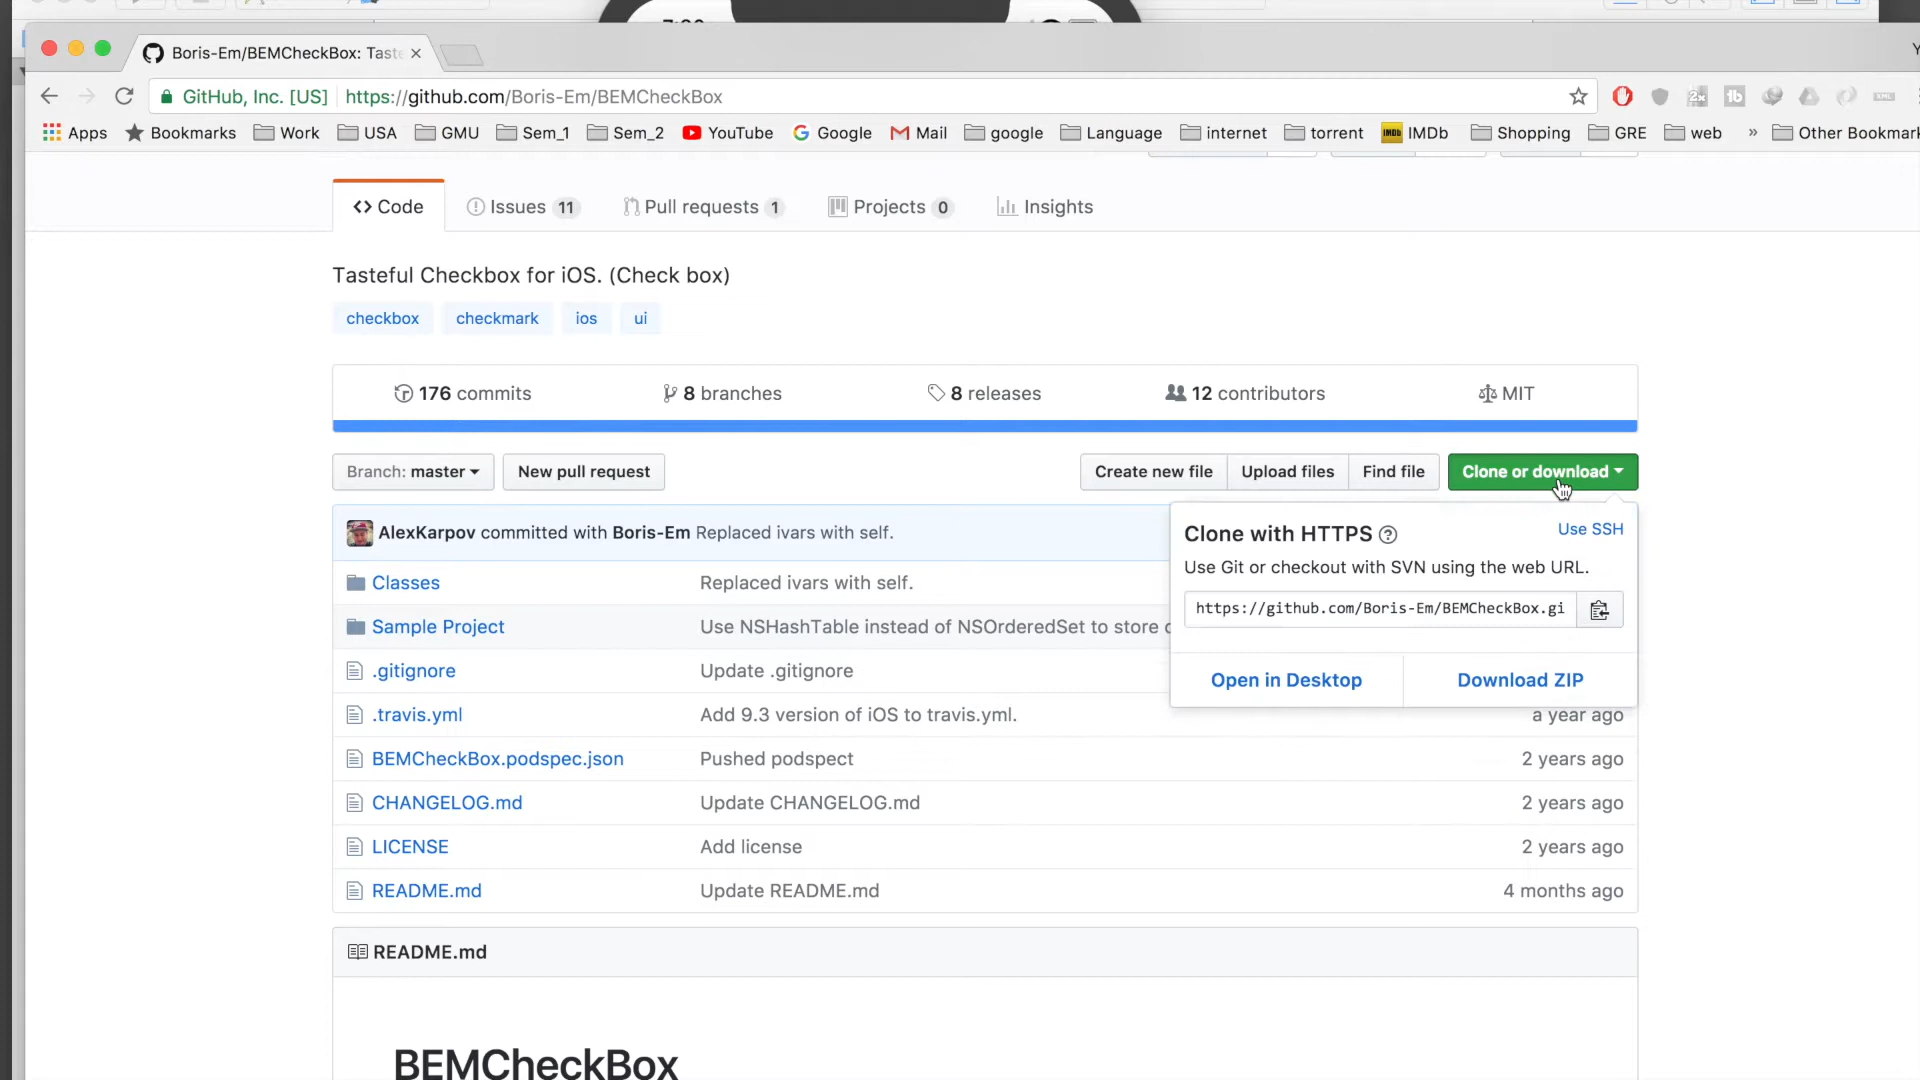 Boris-Em/BEMCheckBox: Taste
GitHub, Inc. [US] https://github.com/Boris-Em/BEMCheckBox
Apps Bookmarks Work USA GMU Sem_1 Sem_2 YouTube Google Mail google Language internet torrent IMDb Shopping GRE web » Other Bookmark
Code Issues 11 Pull requests 1 Projects 0 Insights
Tasteful Checkbox for iOS. (Check box)
checkbox checkmark ios ui
176 commits 8 branches 8 releases 12 contributors MIT
Branch: master New pull request Create new file Upload files Find file Clone or download
AlexKarpov committed with Boris-Em Replaced ivars with self.
Clone with HTTPS Use SSH
Use Git or checkout with SVN using the web URL.
https://github.com/Boris-Em/BEMCheckBox.gi
Open in Desktop Download ZIP
Classes Replaced ivars with self.
Sample Project Use NSHashTable instead of NSOrderedSet to store
.gitignore Update .gitignore
.travis.yml Add 9.3 version of iOS to travis.yml. a year ago
BEMCheckBox.podspec.json Pushed podspect 2 years ago
CHANGELOG.md Update CHANGELOG.md 2 years ago
LICENSE Add license 2 years ago
README.md Update README.md 4 months ago
README.md
BEMCheckBox